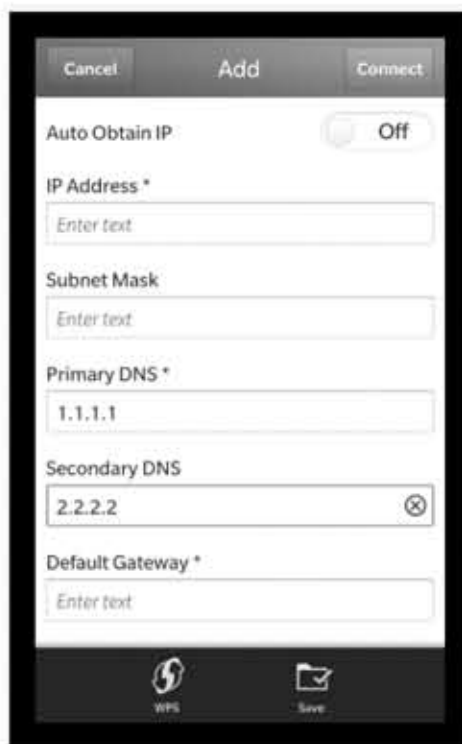 Cancel Add Connect
Auto Obtain IP Off
IP Address *
Enter text
Subnet Mask
Enter text
Primary DNS *
1.1.1.1
Secondary DNS
2.2.2.2
Default Gateway *
Enter text
WPS Save